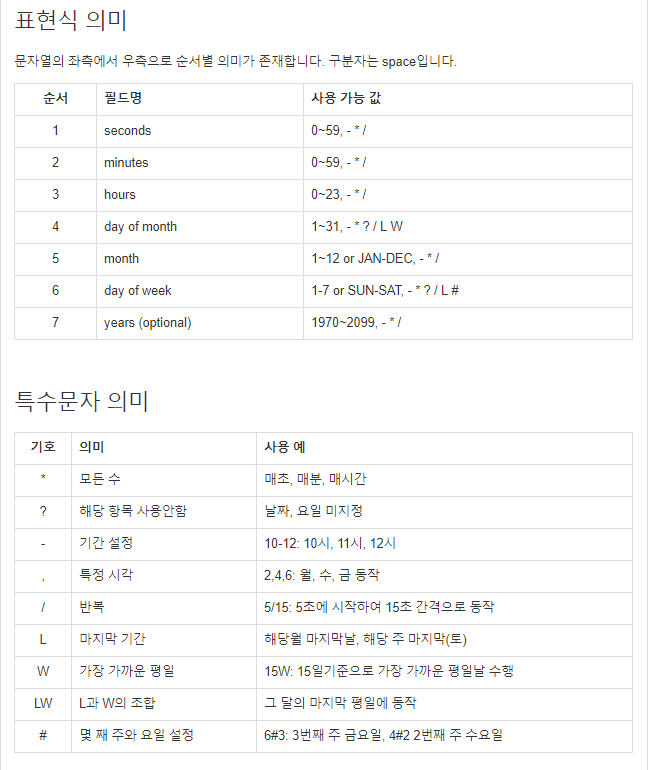 표현식 의미
문자열의 좌측에서 우측으로 순서별 의미가 존재합니다. 구분자는 space입니다.
순서 필드명 사용 가능 값
1 seconds 0~59, - * /
2 minutes 0~59, - * /
3 hours 0~23, - * /
4 day of month 1~31, - * ? / L W
5 month 1~12 or JAN-DEC, - * /
6 day of week 1-7 or SUN-SAT, - * ? / L #
7 years (optional) 1970~2099, - * /
특수문자 의미
기호 의미 사용 예
* 모든 수 매초, 매분, 매시간
? 해당 항목 사용안함 날짜, 요일 미지정
- 기간 설정 10-12: 10시, 11시, 12시
, 특정 시각 2,4,6: 월, 수, 금 동작
/ 반복 5/15: 5초에 시작하여 15초 간격으로 동작
L 마지막 기간 해당월 마지막날, 해당 주 마지막(토)
W 가장 가까운 평일 15W: 15일기준으로 가장 가까운 평일날 수행
LW L과 W의 조합 그 달의 마지막 평일에 동작
# 몇 째 주와 요일 설정 6#3: 3번째 주 금요일, 4#2 2번째 주 수요일